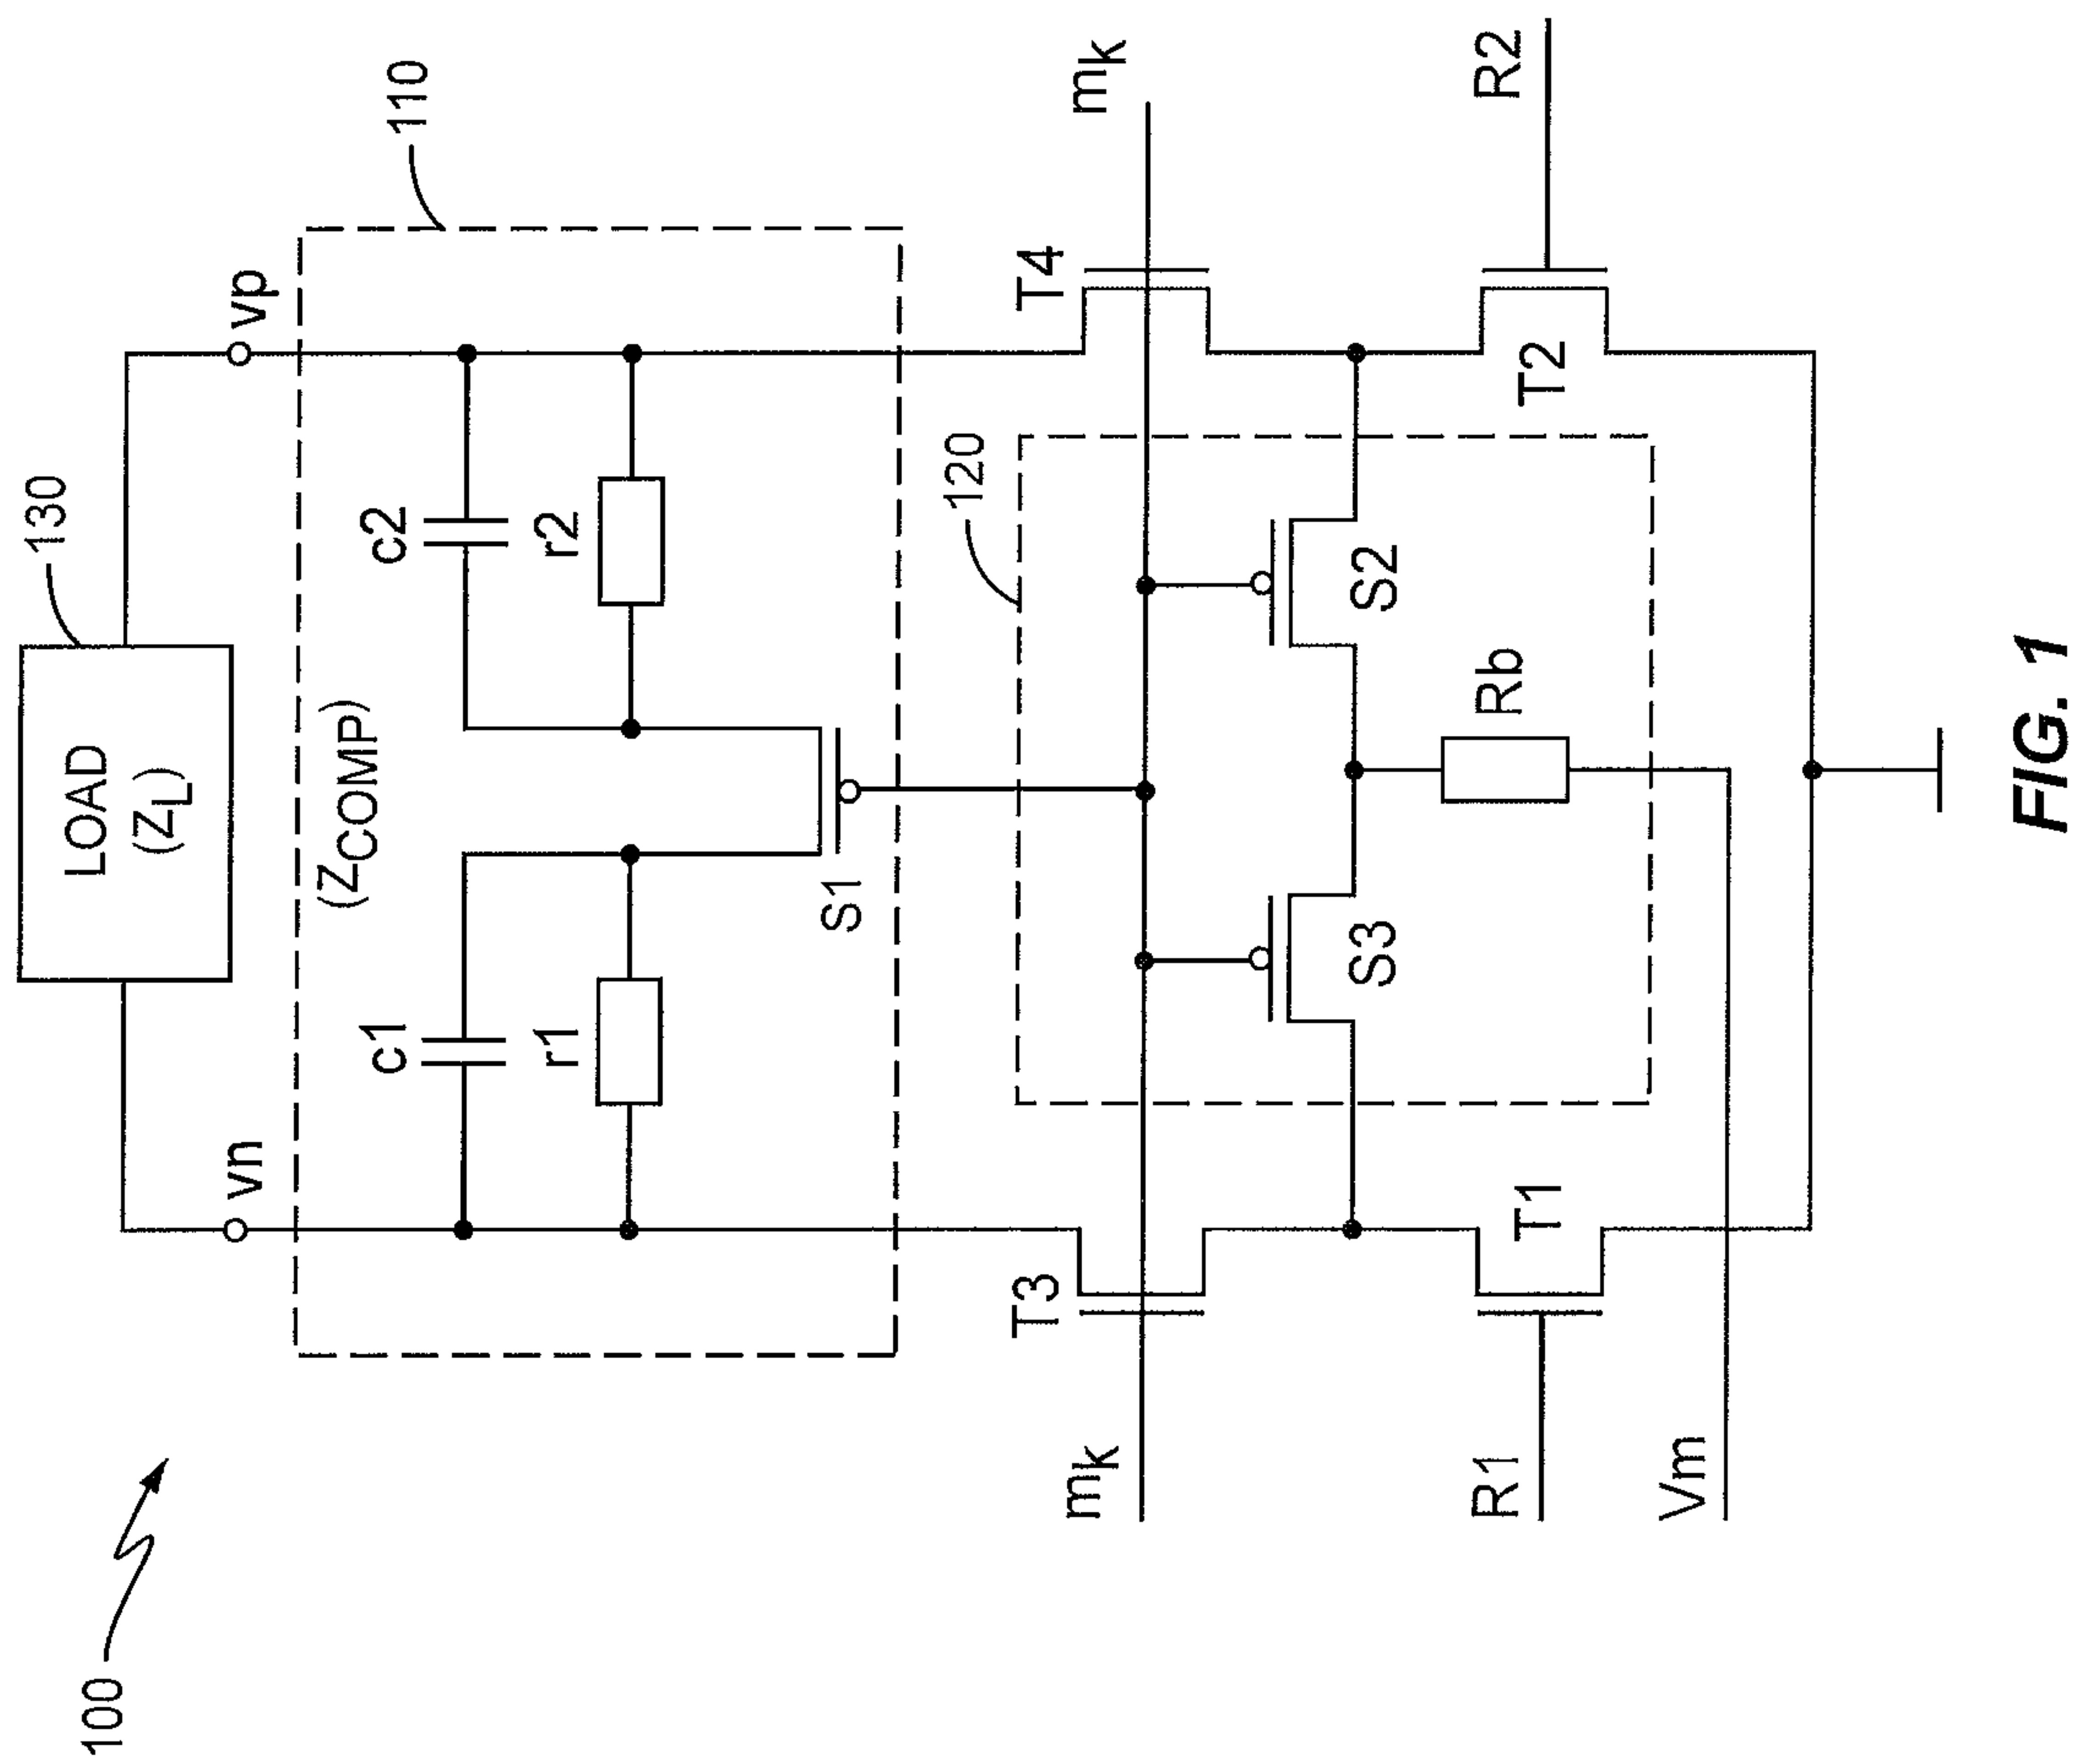 100
130
LOAD
(ZL)
vn
vp
110
(ZCOMP)
c1
c2
r1
r2
S1
120
T3
T4
mk
mk
S3
S2
Rb
T1
T2
R1
R2
Vm
FIG. 1